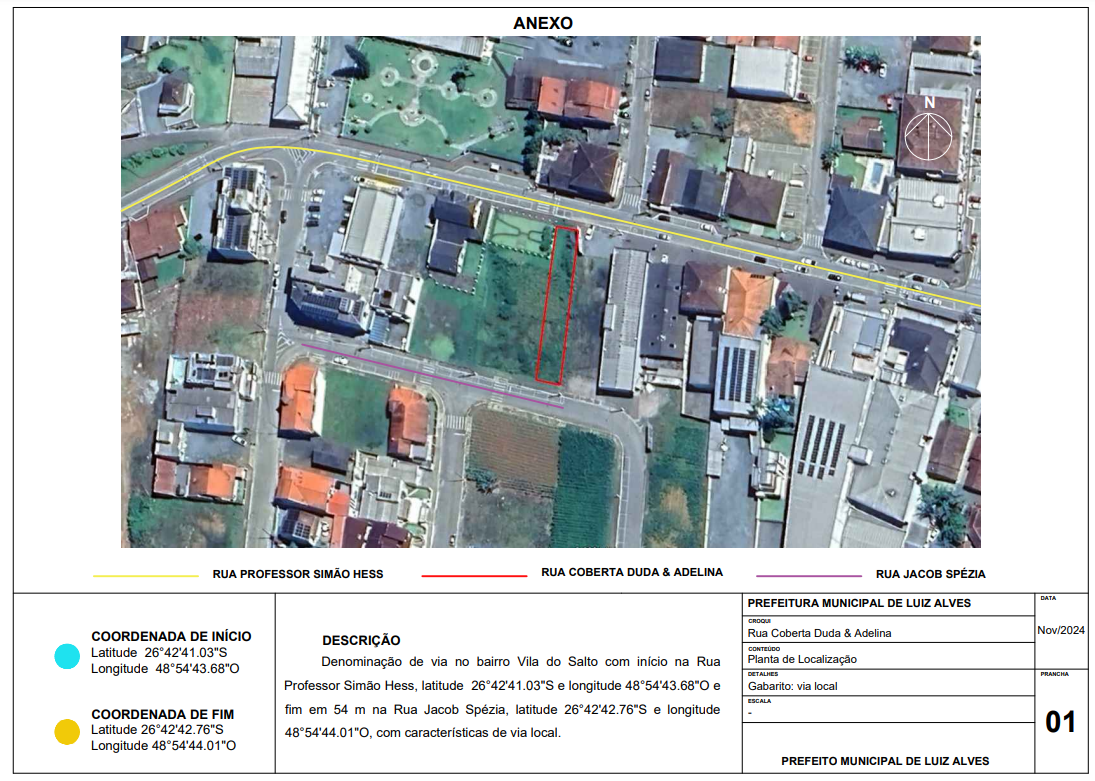 ANEXO
N
RUA PROFESSOR SIMÃO HESS
RUA COBERTA DUDA & ADELINA
RUA JACOB SPÉZIA
COORDENADA DE INÍCIO
Latitude 26°42'41.03"S
Longitude 48°54'43.68"O
COORDENADA DE FIM
Latitude 26°42'42.76"S
Longitude 48°54'44.01"O
DESCRIÇÃO
Denominação de via no bairro Vila do Salto com início na Rua
Professor Simão Hess, latitude 26°42'41.03"S e longitude 48°54'43.68"O e
fim em 54 m na Rua Jacob Spézia, latitude 26°42'42.76"S e longitude
48°54'44.01"O, com características de via local.
PREFEITURA MUNICIPAL DE LUIZ ALVES
CROQUI
Rua Coberta Duda & Adelina
CONTEÚDO
Planta de Localização
DETALHES
Gabarito: via local
ESCALA
-
PREFEITO MUNICIPAL DE LUIZ ALVES
DATA
Nov/2024
PRANCHA
01